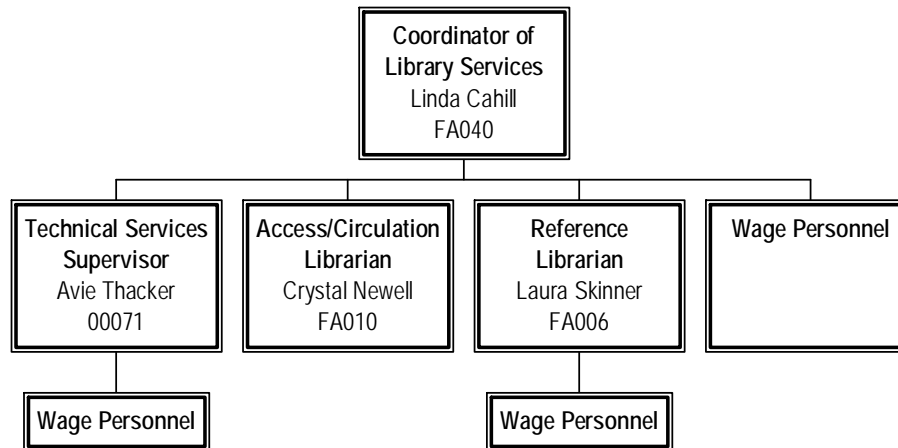 Coordinator of
Library Services
Linda Cahill
FA040
Technical Services
Supervisor
Avie Thacker
00071
Access/Circulation
Librarian
Crystal Newell
FA010
Reference
Librarian
Laura Skinner
FA006
Wage Personnel
Wage Personnel
Wage Personnel